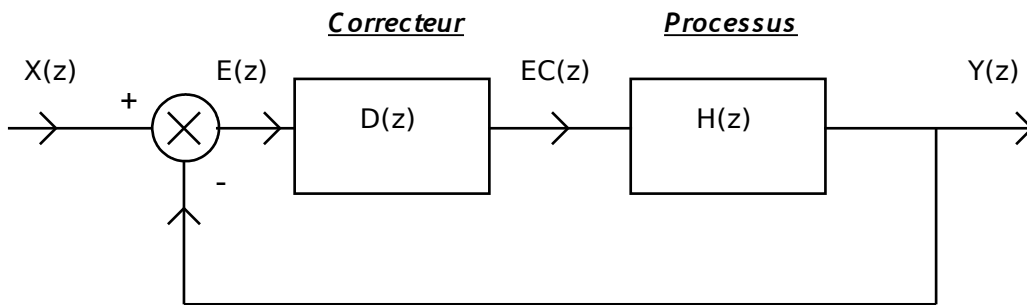 Correcteur
Processus
X(z)
E(z)
EC(z)
Y(z)
+
D(z)
H(z)
-